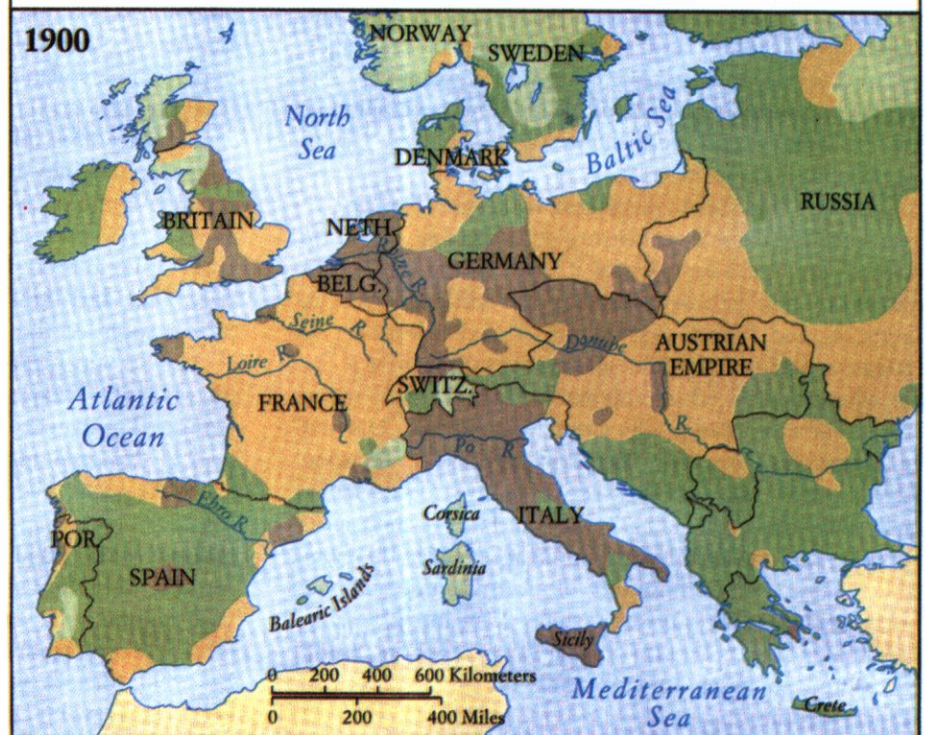 1900
NORWAY
SWEDEN
North
Sea
Baltic Sea
DENMARK
RUSSIA
BRITAIN
NETH.
Rhine R.
GERMANY
BELG.
Seine R.
Danube
R.
AUSTRIAN
EMPIRE
Loire R.
SWITZ.
FRANCE
Atlantic
Ocean
Po R.
Ebro R.
Corsica
ITALY
POR.
SPAIN
Sardinia
Balearic Islands
Sicily
0 200 400 600 Kilometers
0 200 400 Miles
Mediterranean
Sea
Crete